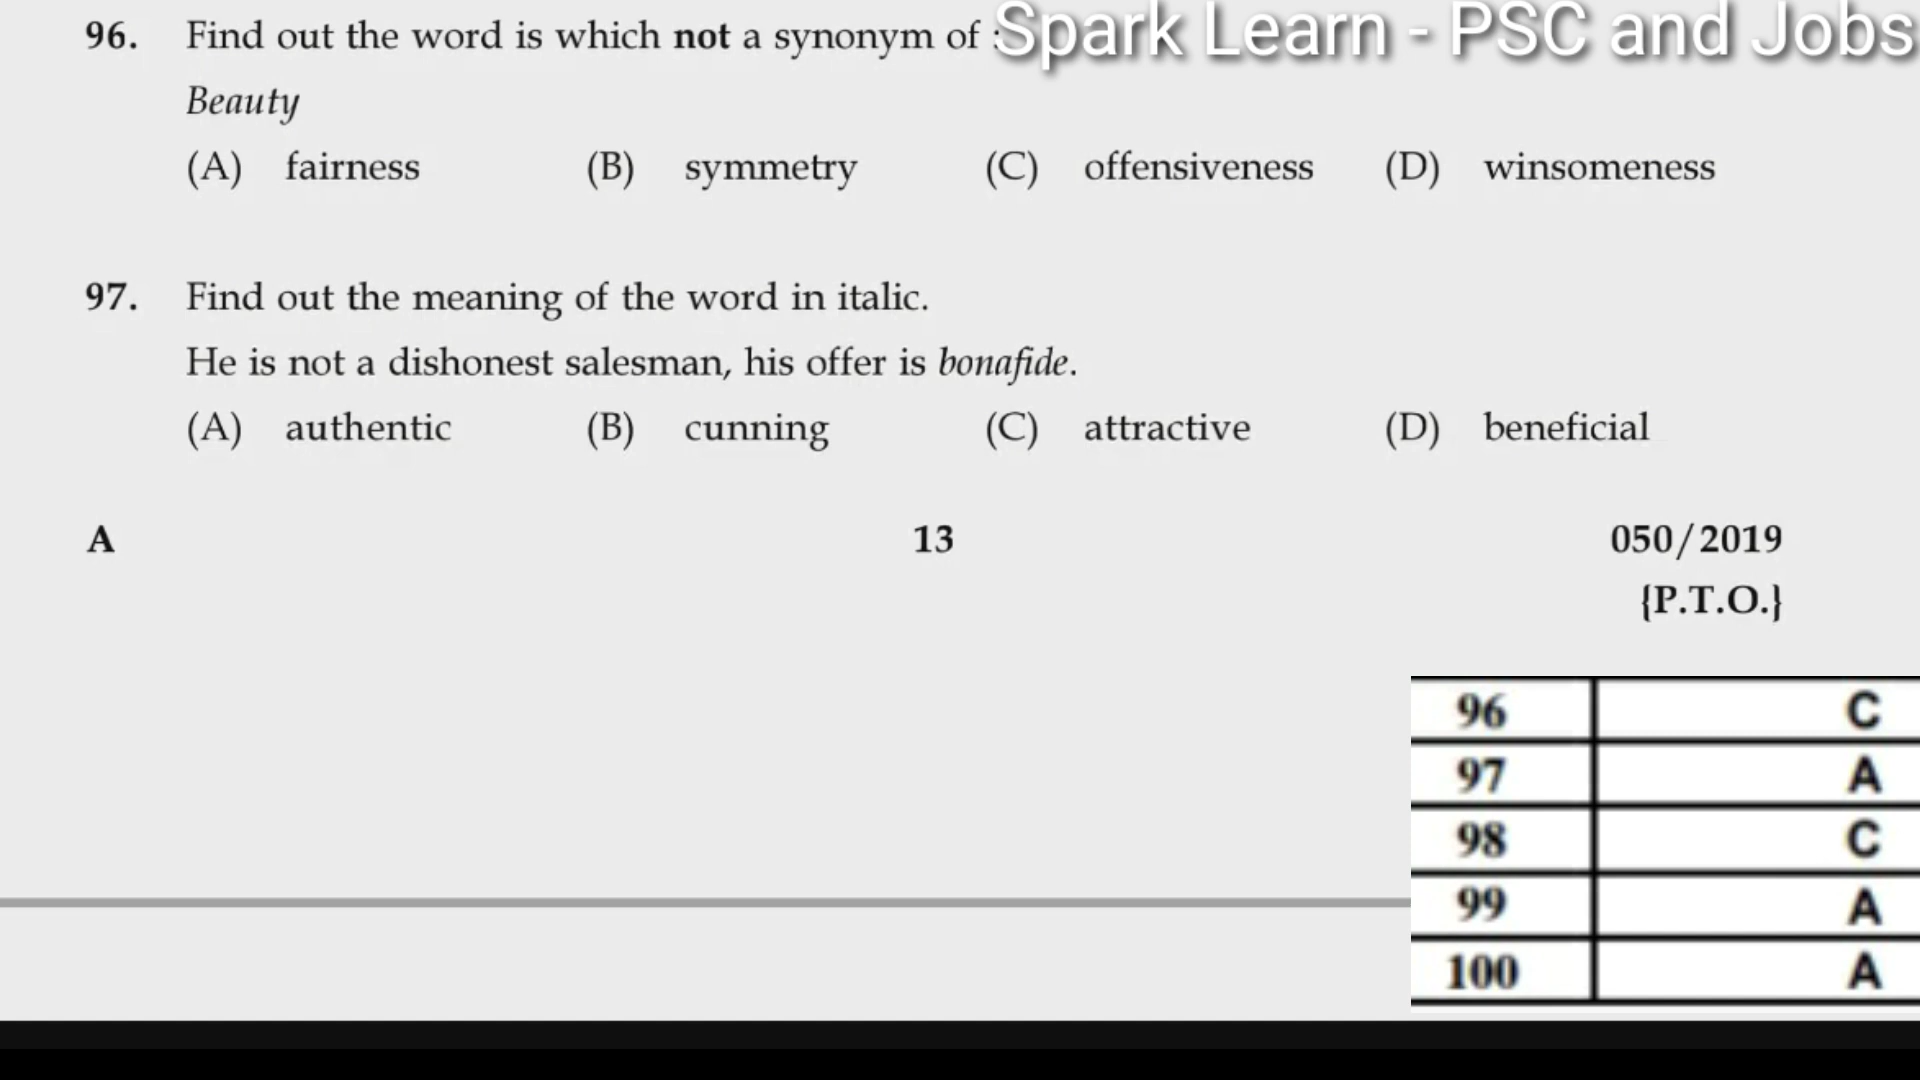 96. Find out the word is which not a synonym of : Spark Learn - PSC and Jobs
Beauty
(A) fairness (B) symmetry (C) offensiveness (D) winsomeness
97. Find out the meaning of the word in italic.
He is not a dishonest salesman, his offer is bonafide.
(A) authentic (B) cunning (C) attractive (D) beneficial
A 13 050/2019
{P.T.O.}
96 C
97 A
98 C
99 A
100 A